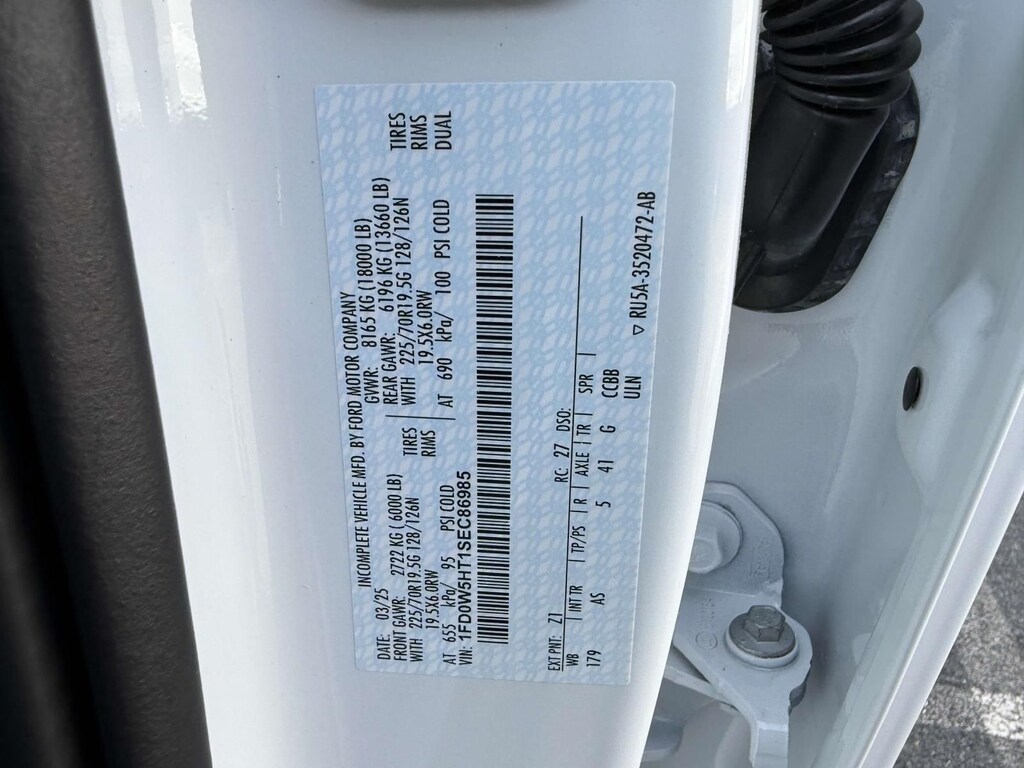 INCOMPLETE VEHICLE MFD. BY FORD MOTOR COMPANY
DATE: 03/25 GVWR: 8165 KG (18000 LB)
FRONT GAWR: 2722 KG ( 6000 LB) REAR GAWR: 6196 KG (13660 LB)
WITH 225/70R19.5G 128/126N TIRES WITH 225/70R19.5G 128/126N TIRES
19.5X6.0RW RIMS 19.5X6.0RW RIMS
AT 655 kPa/ 95 PSI COLD AT 690 kPa/ 100 PSI COLD DUAL
VIN: 1FD0W5HT1SEC86985
EXT PNT: Z1 RC: 27 DSO:
WB INT TR TP/PS R AXLE TR SPR
179 AS 5 41 G CCBB
ULN
▽ RU5A-3520472-AB